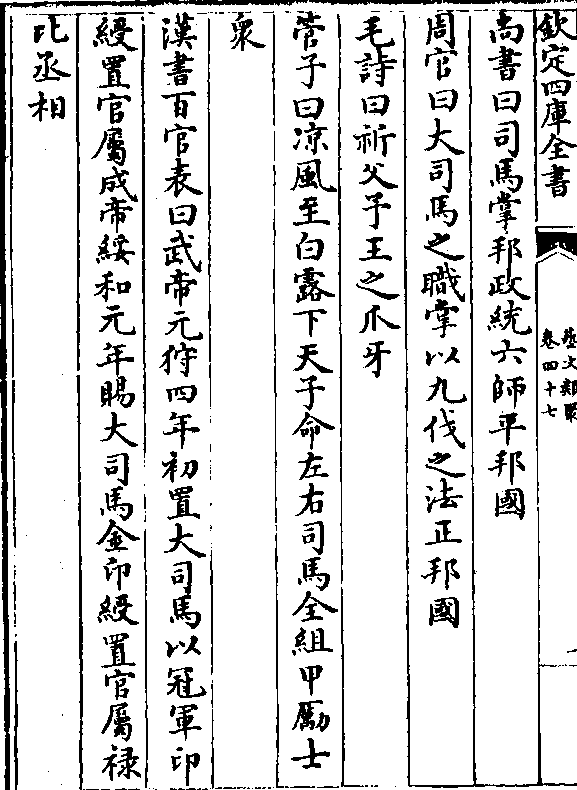 欽定四庫全書
藝文類聚
卷四十七
尚書曰司馬掌邦政統六師平邦國
周官曰大司馬之職掌以九伐之法正邦國
毛詩曰祈父予王之爪牙
管子曰凉風至白露下天子命左右司馬全組甲勵士
衆
漢書百官表曰武帝元狩四年初置大司馬以冠軍印
綬置官屬成帝綏和元年賜大司馬金印綬置官屬禄
比丞相